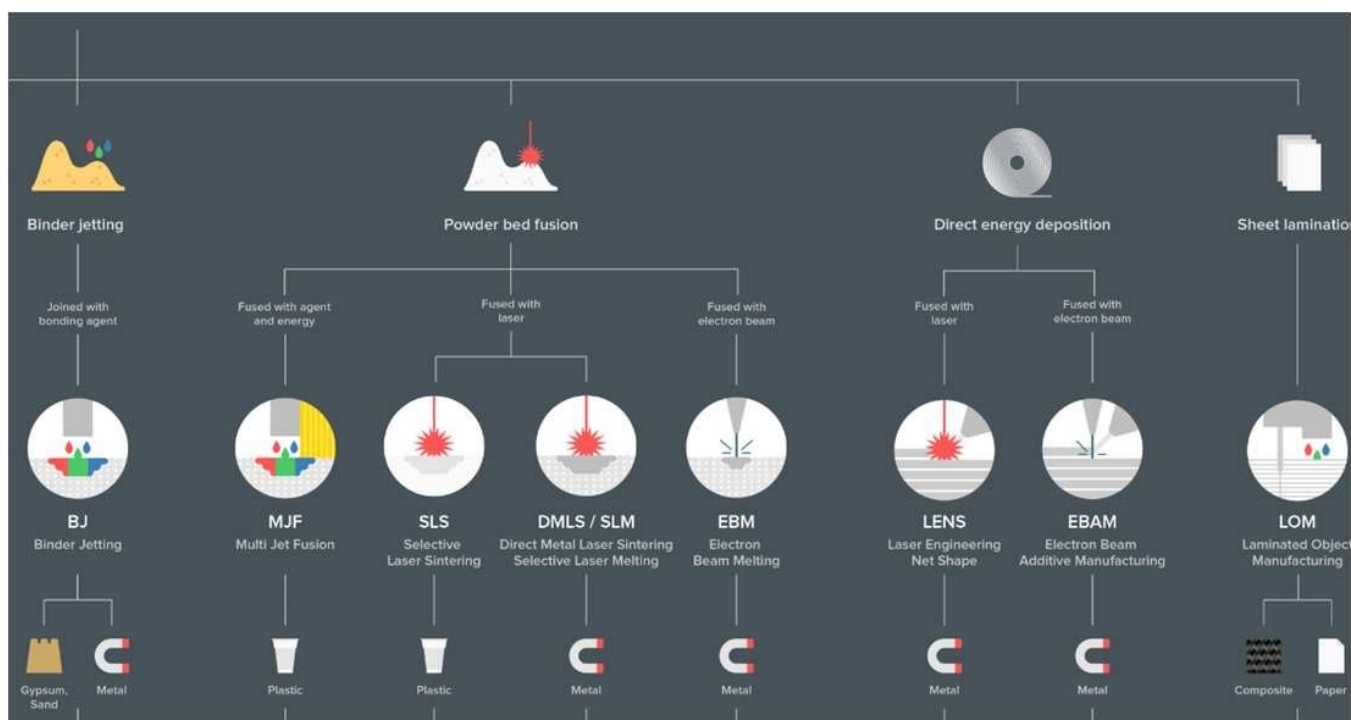 Binder jetting
Powder bed fusion
Direct energy deposition
Sheet lamination
Joined with
bonding agent
Fused with agent
and energy
Fused with
laser
Fused with
electron beam
Fused with
laser
Fused with
electron beam
BJ
Binder Jetting
MJF
Multi Jet Fusion
SLS
Selective
Laser Sintering
DMLS / SLM
Direct Metal Laser Sintering
Selective Laser Melting
EBM
Electron
Beam Melting
LENS
Laser Engineering
Net Shape
EBAM
Electron Beam
Additive Manufacturing
LOM
Laminated Object
Manufacturing
Gypsum,
Sand
Metal
Plastic
Plastic
Metal
Metal
Metal
Metal
Composite
Paper